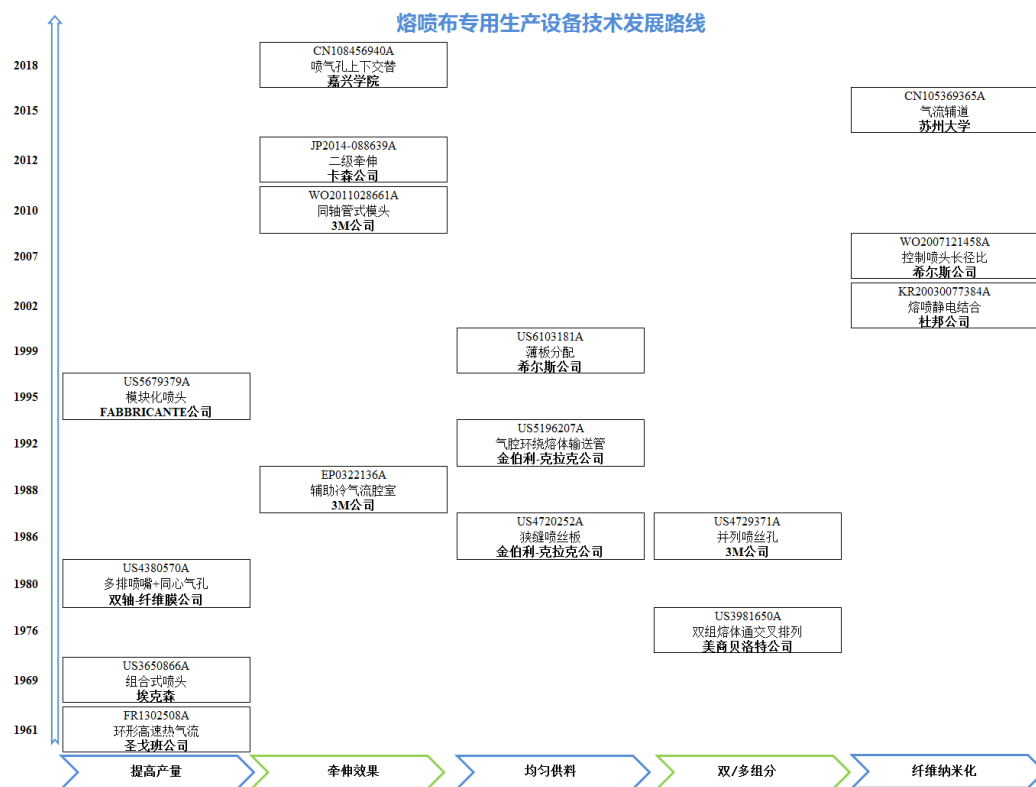 熔喷布专用生产设备技术发展路线
2018
CN108456940A
喷气孔上下交替
嘉兴学院
2015
CN105369365A
气流辅道
苏州大学
2012
JP2014-088639A
二级牵伸
卡森公司
2010
WO2011028661A
同轴管式模头
3M公司
2007
WO2007121458A
控制喷头长径比
希尔斯公司
2002
KR20030077384A
熔喷静电结合
杜邦公司
1999
US6103181A
薄板分配
希尔斯公司
1995
US5679379A
模块化喷头
FABBRICANTE公司
1992
US5196207A
气腔环绕熔体输送管
金伯利-克拉克公司
1988
EP0322136A
辅助冷气流腔室
3M公司
1986
US4720252A
狭缝喷丝板
金伯利-克拉克公司
US4729371A
并列喷丝孔
3M公司
1980
US4380570A
多排喷嘴+同心气孔
双轴-纤维膜公司
1976
US3981650A
双组熔体通交叉排列
美商贝洛特公司
1969
US3650866A
组合式喷头
埃克森
1961
FR1302508A
环形高速热气流
圣戈班公司
提高产量
牵伸效果
均匀供料
双/多组分
纤维纳米化